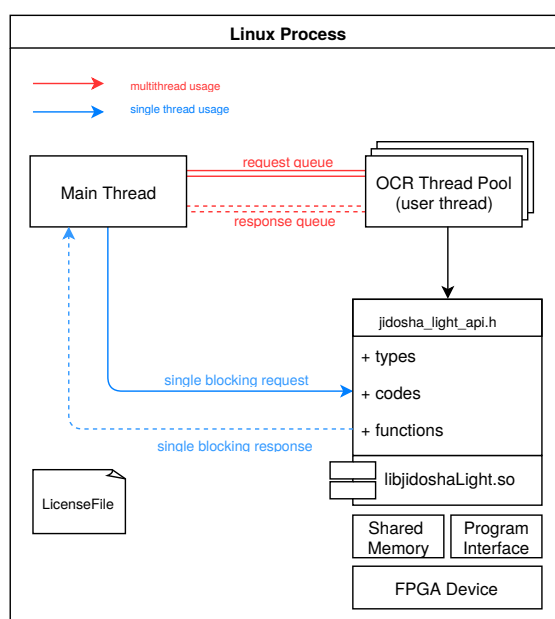 Linux Process
multithread usage
single thread usage
request queue
Main Thread
OCR Thread Pool
(user thread)
response queue
jidosha_light_api.h
+ types
single blocking request
+ codes
+ functions
single blocking response
libjidoshaLight.so
LicenseFile
Shared
Memory
Program
Interface
FPGA Device